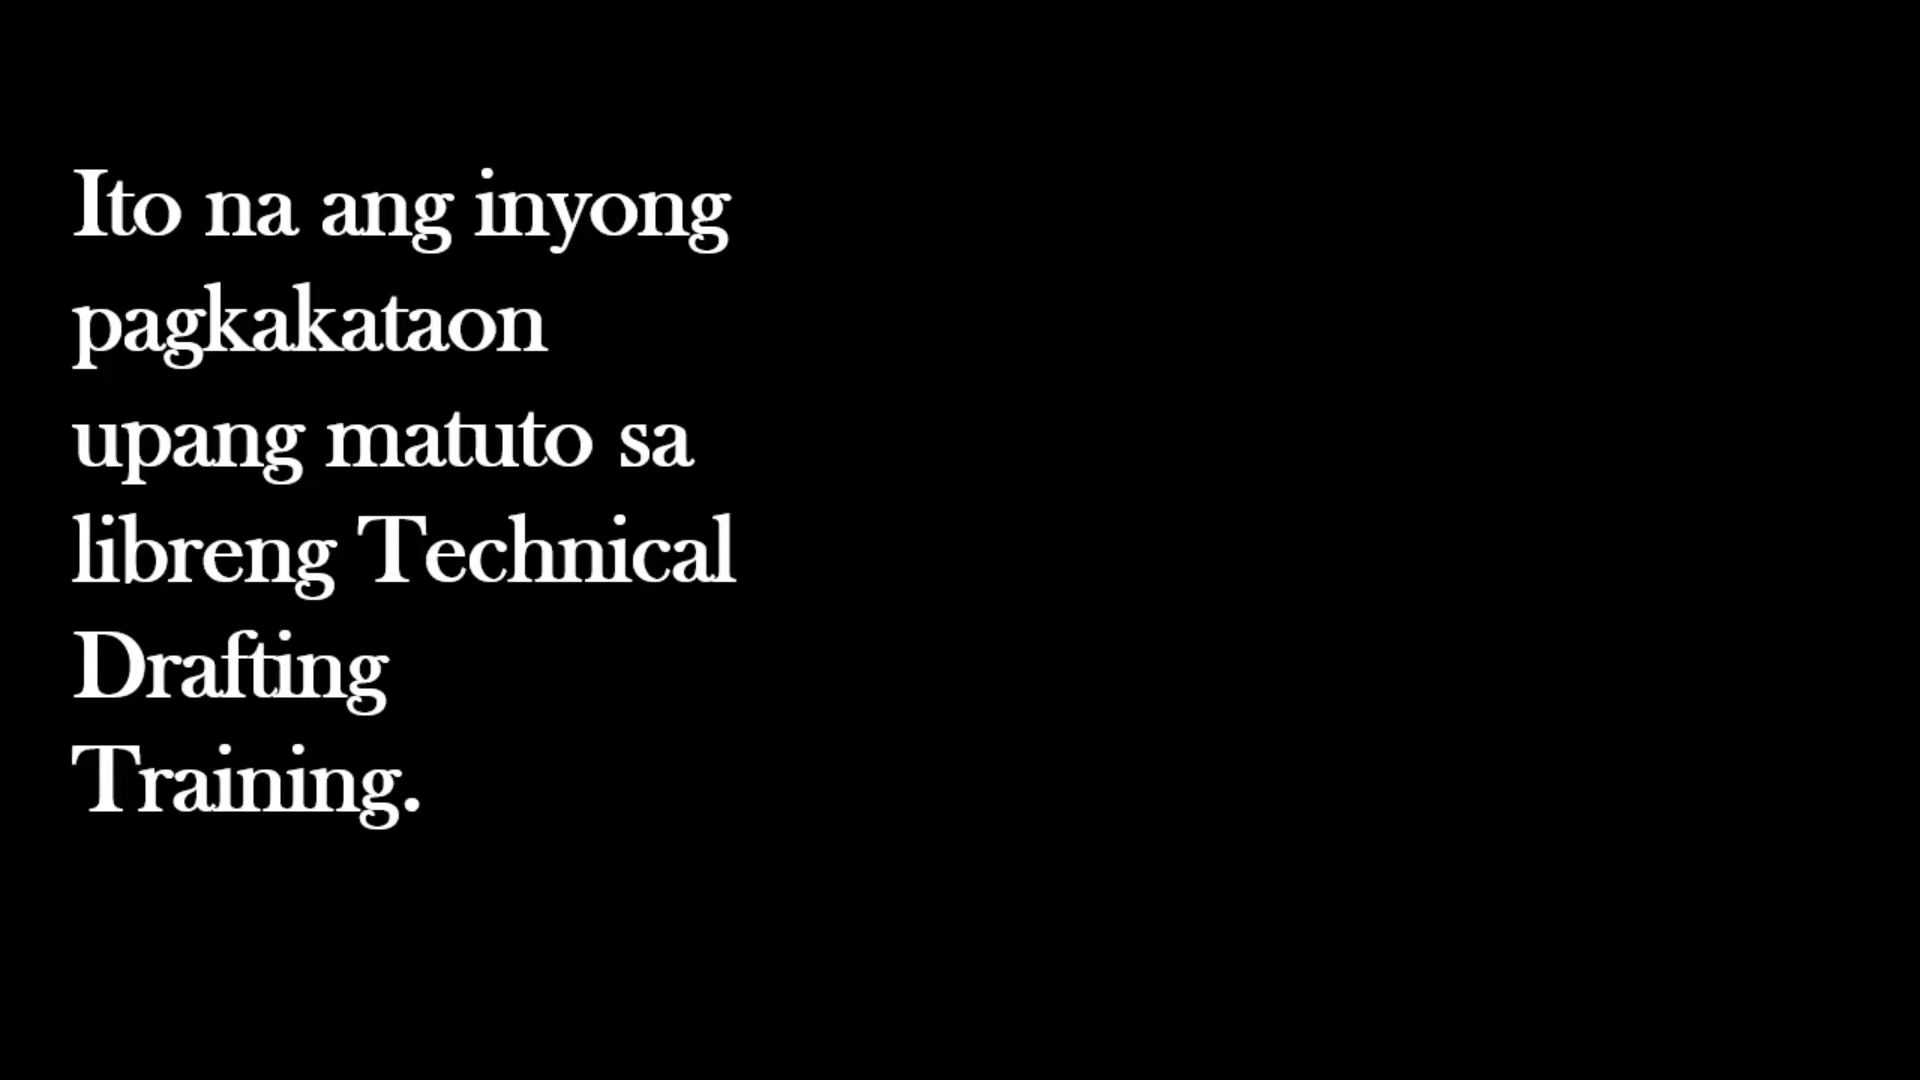 Ito na ang inyong
pagkakataon
upang matuto sa
libreng Technical
Drafting
Training.